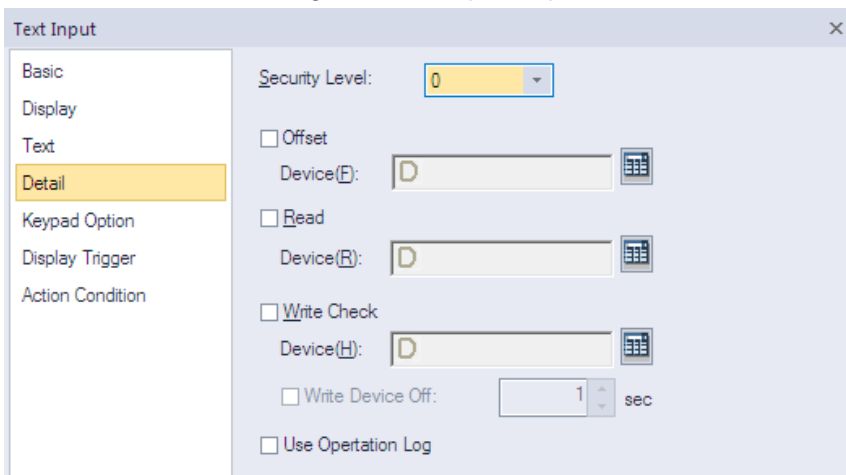 Text Input
Basic
Display
Text
Detail
Keypad Option
Display Trigger
Action Condition
Security Level: 0
Offset
Device(F): D
Read
Device(R): D
Write Check
Device(H): D
Write Device Off: 1 sec
Use Opertation Log